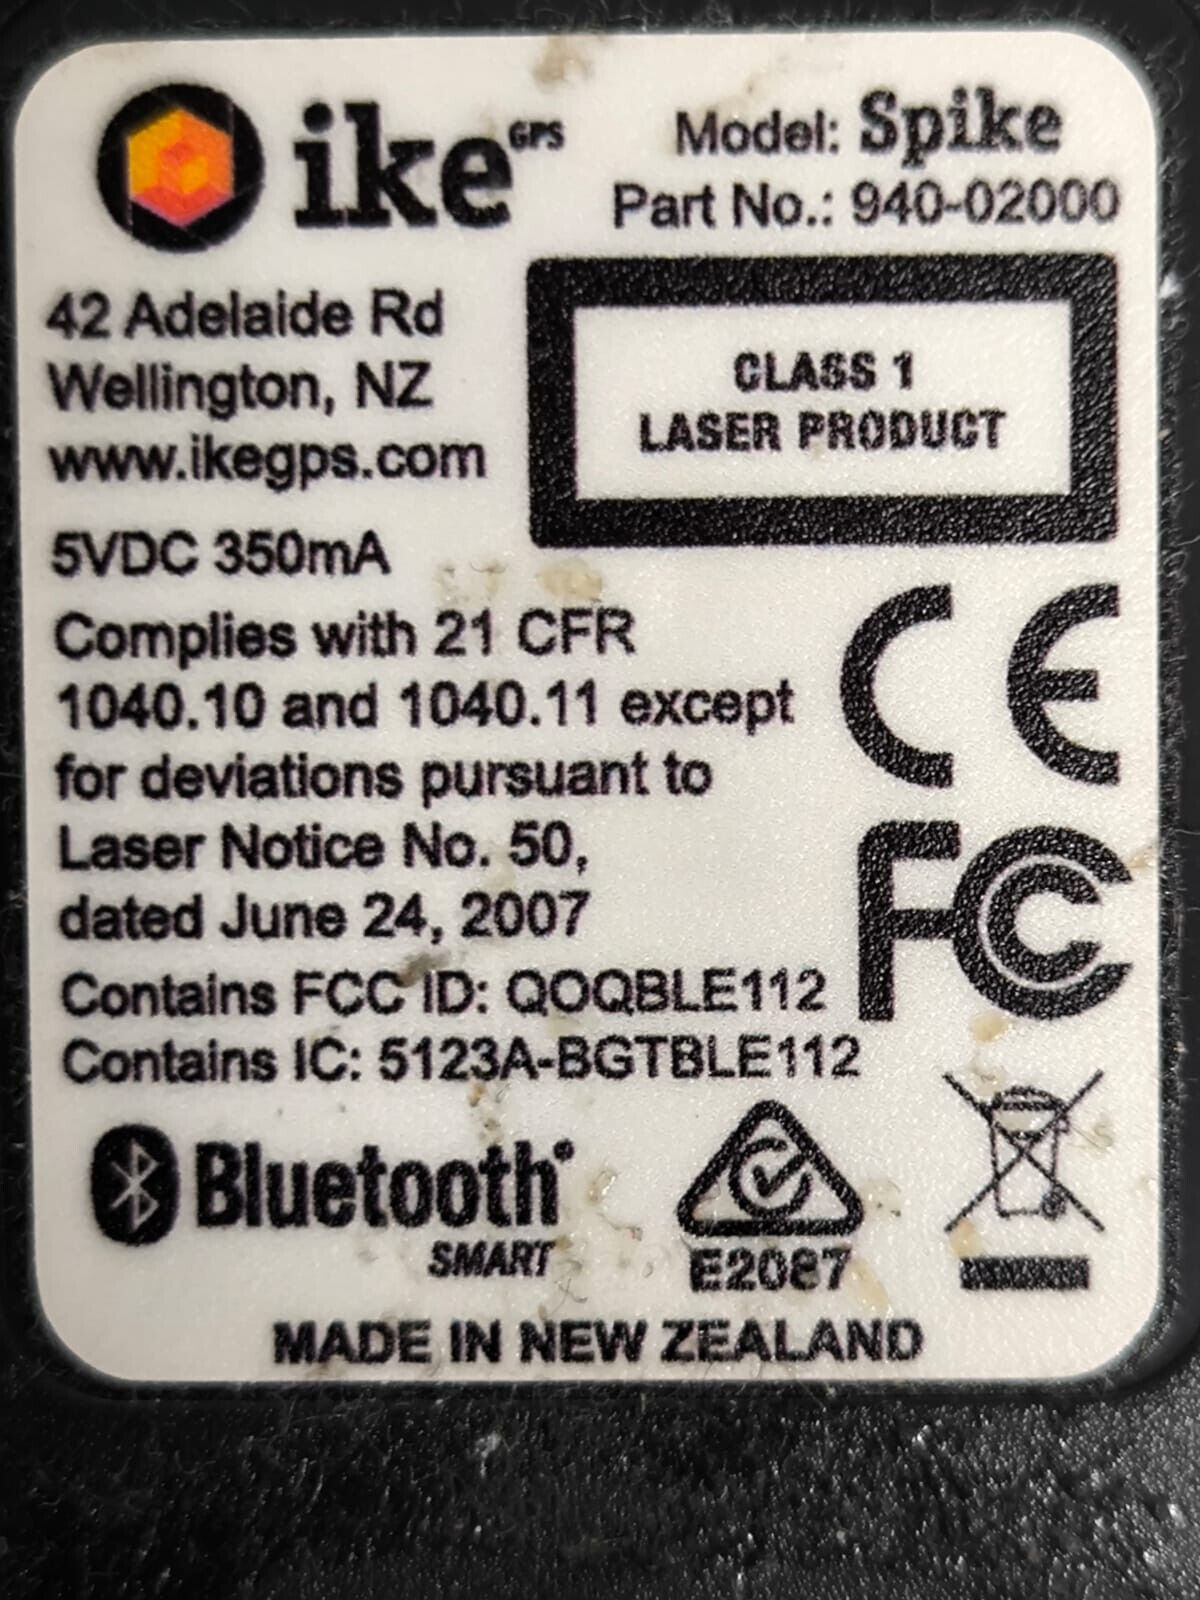 ike GPS
Model: Spike
Part No.: 940-02000
42 Adelaide Rd
Wellington, NZ
www.ikegps.com
CLASS 1
LASER PRODUCT
5VDC 350mA
Complies with 21 CFR
1040.10 and 1040.11 except
for deviations pursuant to
Laser Notice No. 50,
dated June 24, 2007
CE
FC
Contains FCC ID: QOQBLE112
Contains IC: 5123A-BGTBLE112
Bluetooth®
SMART
E2087
MADE IN NEW ZEALAND